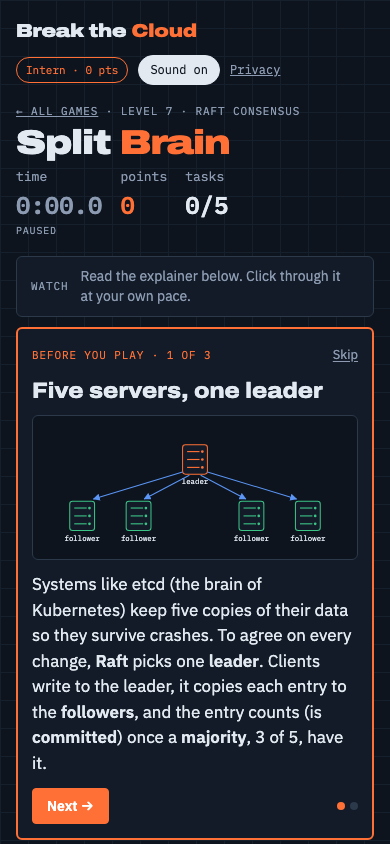 Break the Cloud
Intern · 0 pts
Sound on
Privacy
← ALL GAMES · LEVEL 7 · RAFT CONSENSUS
Split Brain
time points tasks
0:00.0 0 0/5
PAUSED
WATCH
Read the explainer below. Click through it
at your own pace.
BEFORE YOU PLAY · 1 OF 3
Skip
Five servers, one leader
leader
follower follower follower follower
Systems like etcd (the brain of
Kubernetes) keep five copies of their data
so they survive crashes. To agree on every
change, Raft picks one leader. Clients
write to the leader, it copies each entry to
the followers, and the entry counts (is
committed) once a majority, 3 of 5, have
it.
Next →